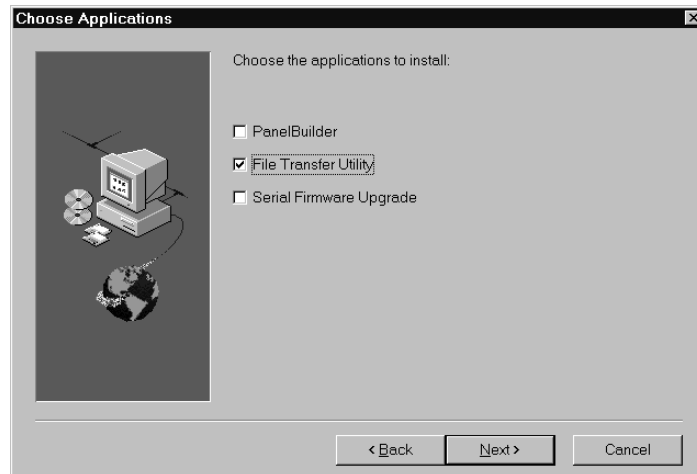 Choose Applications
Choose the applications to install:
PanelBuilder
File Transfer Utility
Serial Firmware Upgrade
< Back
Next >
Cancel